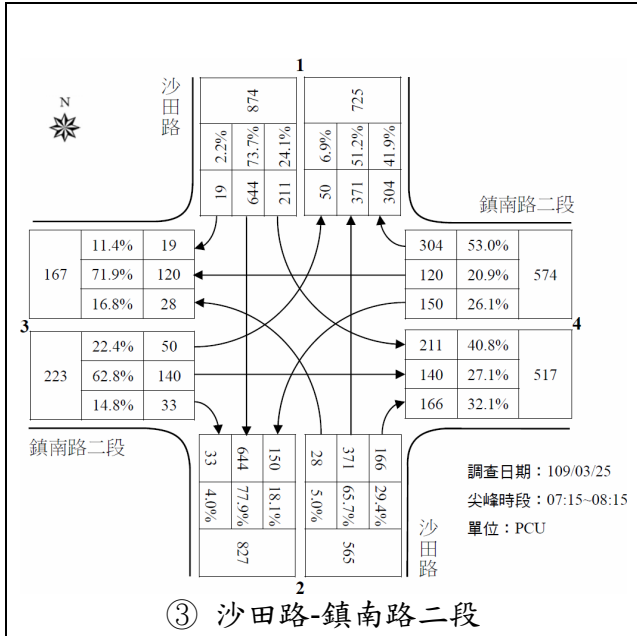 1
沙田路
N
874
725
2.2% 73.7% 24.1%
6.9% 51.2% 41.9%
19 644 211
50 371 304
鎮南路二段
167
11.4% 19
71.9% 120
16.8% 28
304 53.0%
120 20.9%
150 26.1%
574
3
4
223
22.4% 50
62.8% 140
14.8% 33
211 40.8%
140 27.1%
166 32.1%
517
鎮南路二段
33 644 150
28 371 166
4.0% 77.9% 18.1%
5.0% 65.7% 29.4%
827
565
調查日期：109/03/25
尖峰時段：07:15~08:15
單位：PCU
沙田路
2
③ 沙田路-鎮南路二段